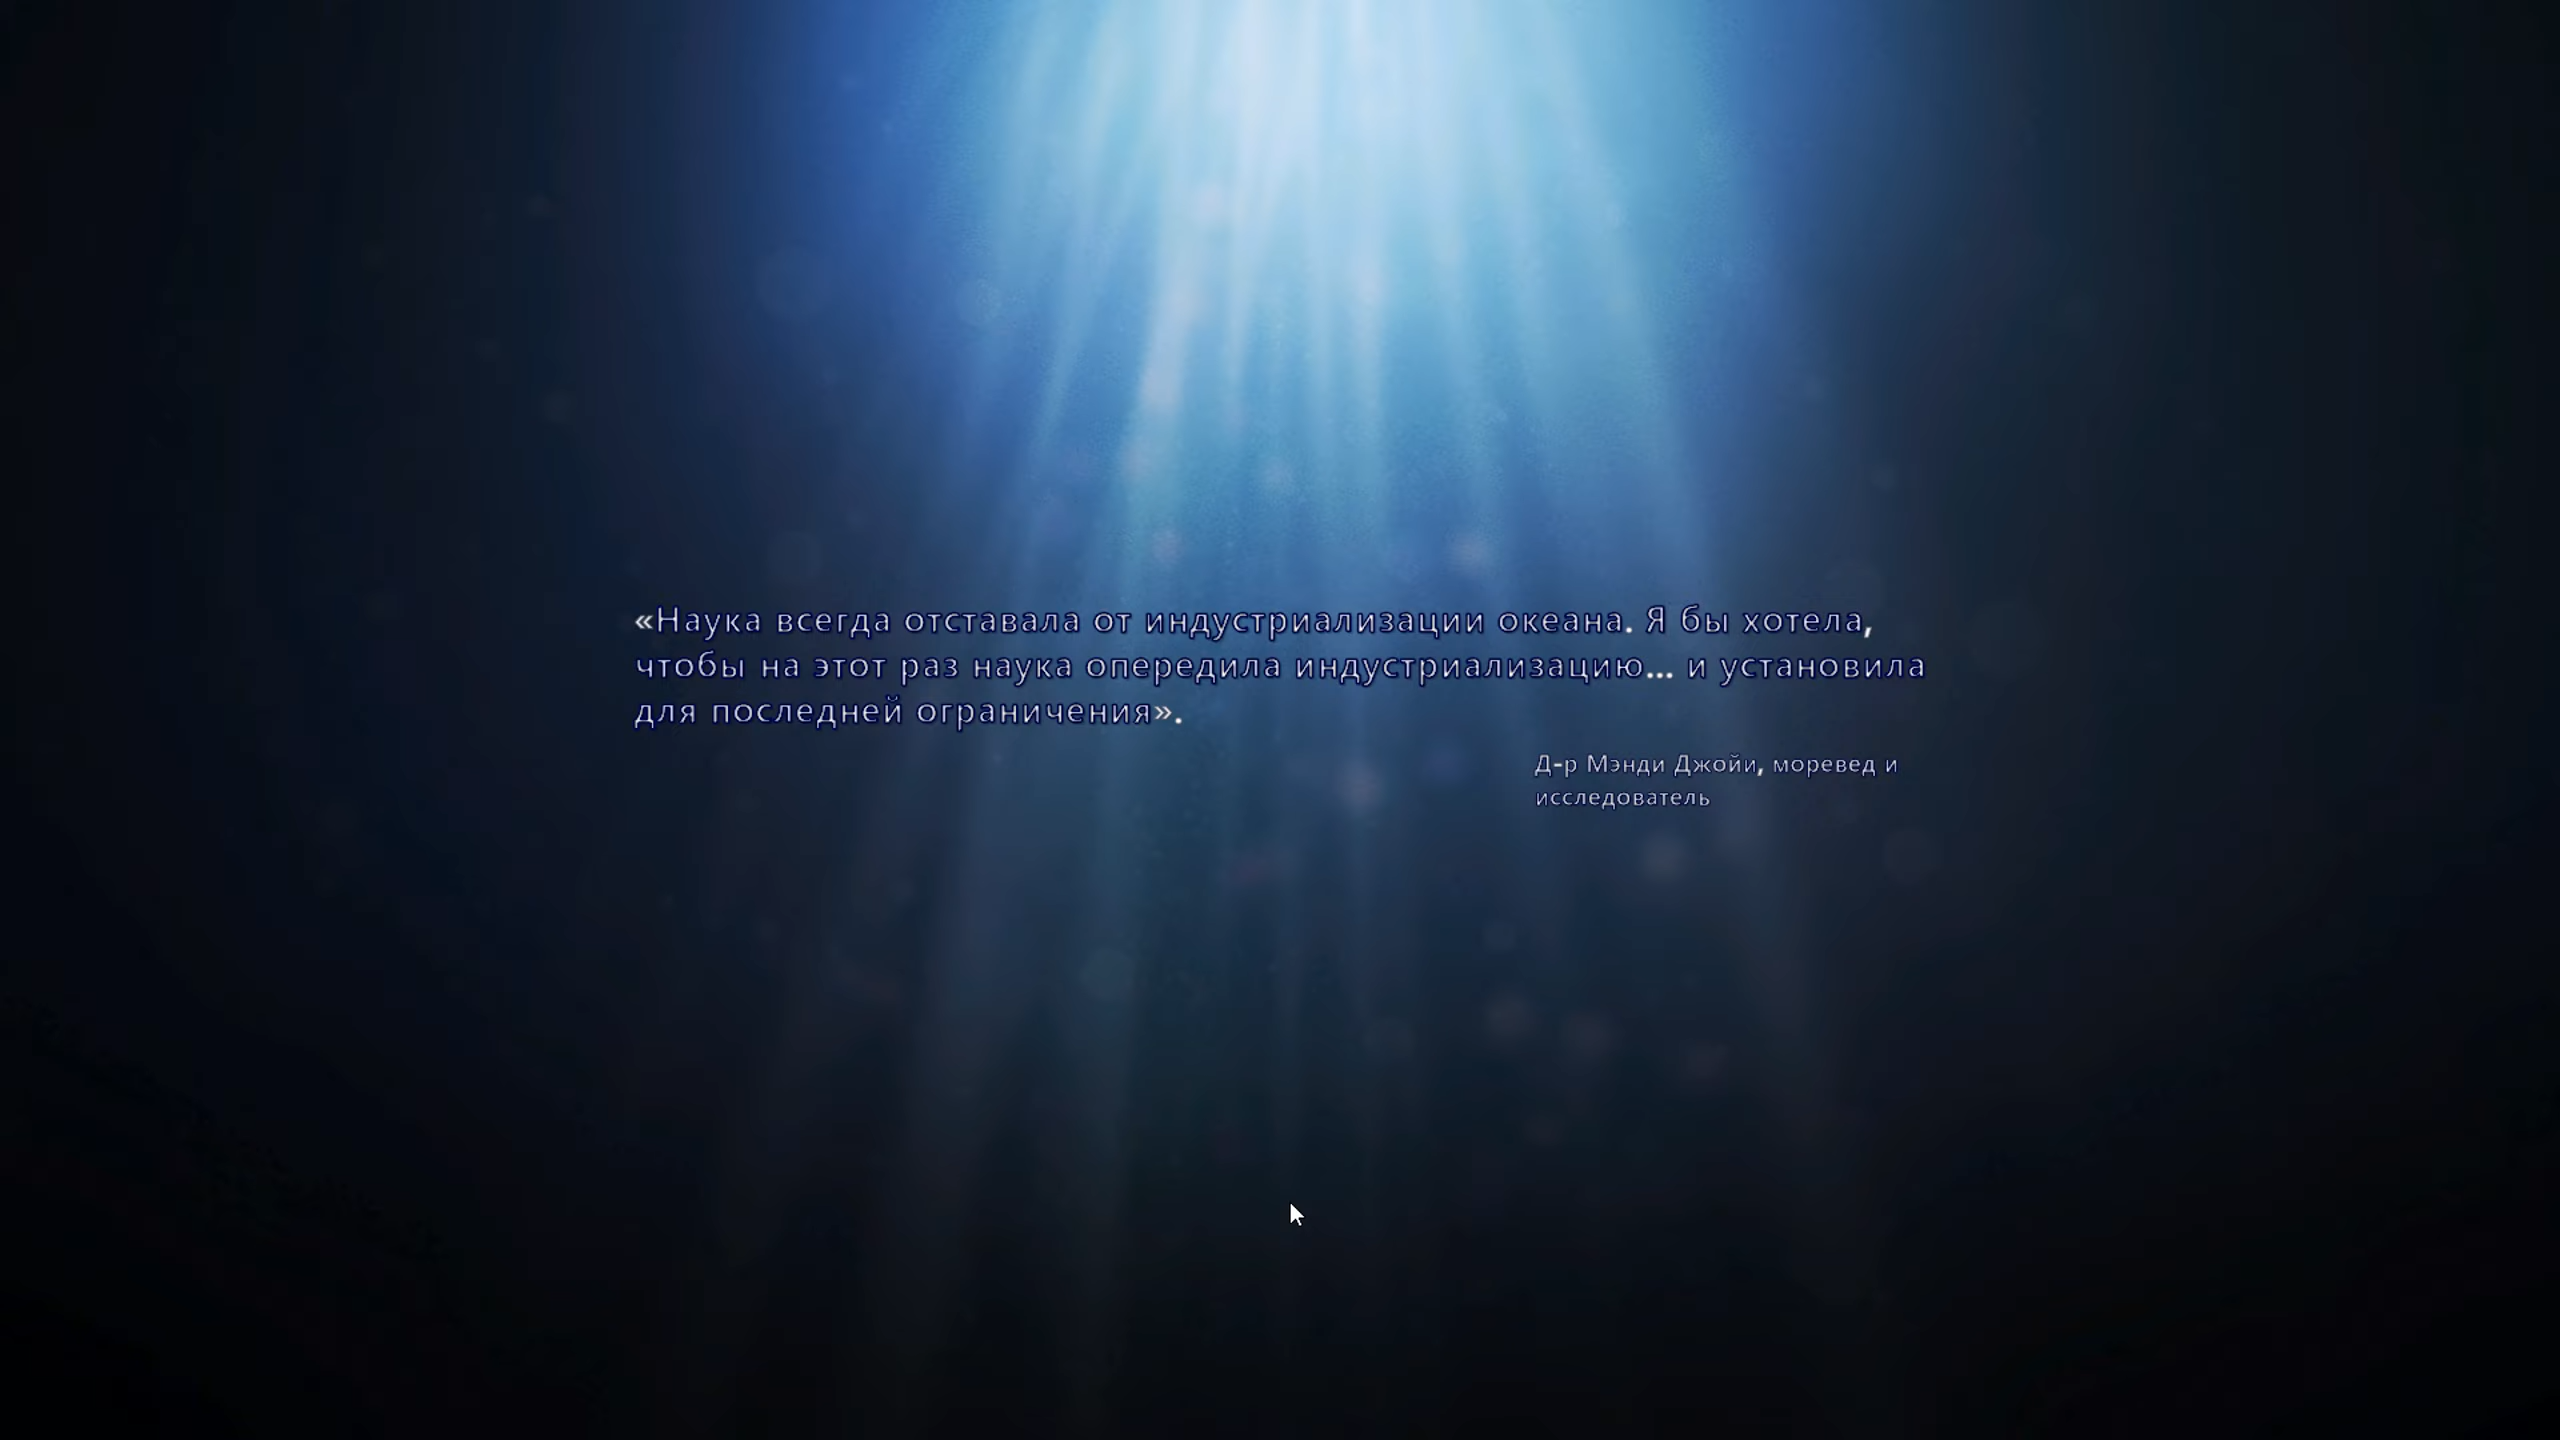 «Наука всегда отставала от индустриализации океана. Я бы хотела,
чтобы на этот раз наука опередила индустриализацию... и установила
для последней ограничения».
Д-р Мэнди Джойи, моревед и
исследователь